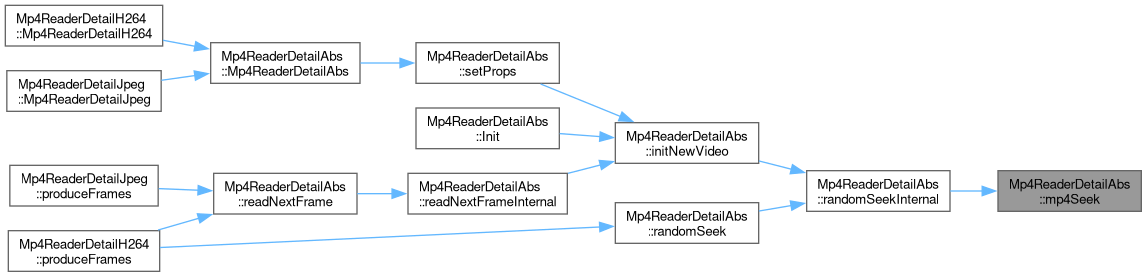 Mp4ReaderDetailH264
::Mp4ReaderDetailH264
Mp4ReaderDetailJpeg
::Mp4ReaderDetailJpeg
Mp4ReaderDetailAbs
::Mp4ReaderDetailAbs
Mp4ReaderDetailAbs
::setProps
Mp4ReaderDetailAbs
::Init
Mp4ReaderDetailAbs
::initNewVideo
Mp4ReaderDetailJpeg
::produceFrames
Mp4ReaderDetailAbs
::readNextFrame
Mp4ReaderDetailAbs
::readNextFrameInternal
Mp4ReaderDetailAbs
::randomSeekInternal
Mp4ReaderDetailAbs
::mp4Seek
Mp4ReaderDetailH264
::produceFrames
Mp4ReaderDetailAbs
::randomSeek